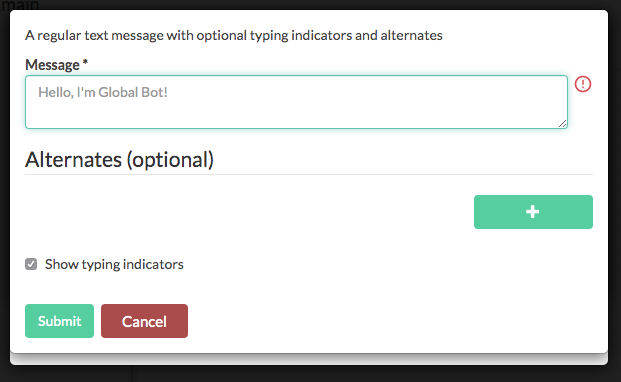 main
A regular text message with optional typing indicators and alternates
Message *
Hello, I'm Global Bot!
Alternates (optional)
Show typing indicators
Submit Cancel